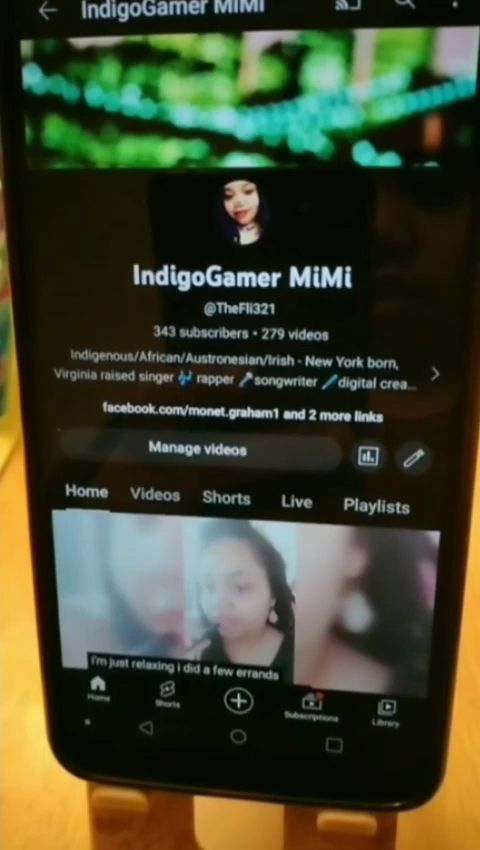 IndigoGamer MiMi
IndigoGamer MiMi
@TheFli321
343 subscribers • 279 videos
Indigenous/African/Austronesian/Irish - New York born,
Virginia raised singer 🎶 rapper 🎤songwriter 🖊️digital crea...
facebook.com/monet.graham1 and 2 more links
Manage videos
Home Videos Shorts Live Playlists
i'm just relaxing i did a few errands
Home Shorts Subscriptions Library